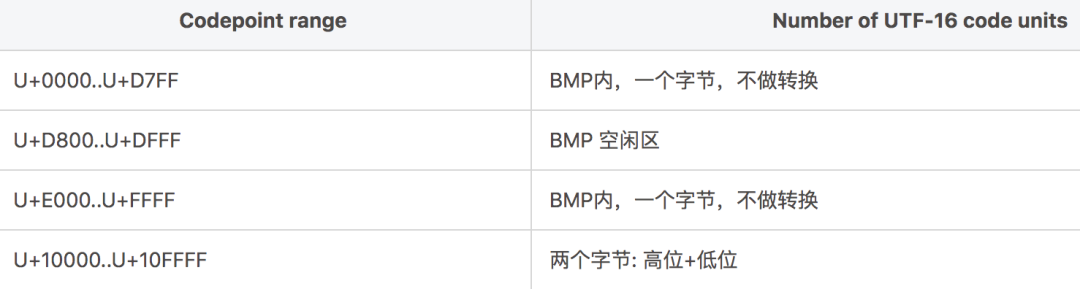 Codepoint range Number of UTF-16 code units
U+0000..U+D7FF BMP内，一个字节，不做转换
U+D800..U+DFFF BMP 空闲区
U+E000..U+FFFF BMP内，一个字节，不做转换
U+10000..U+10FFFF 两个字节: 高位+低位